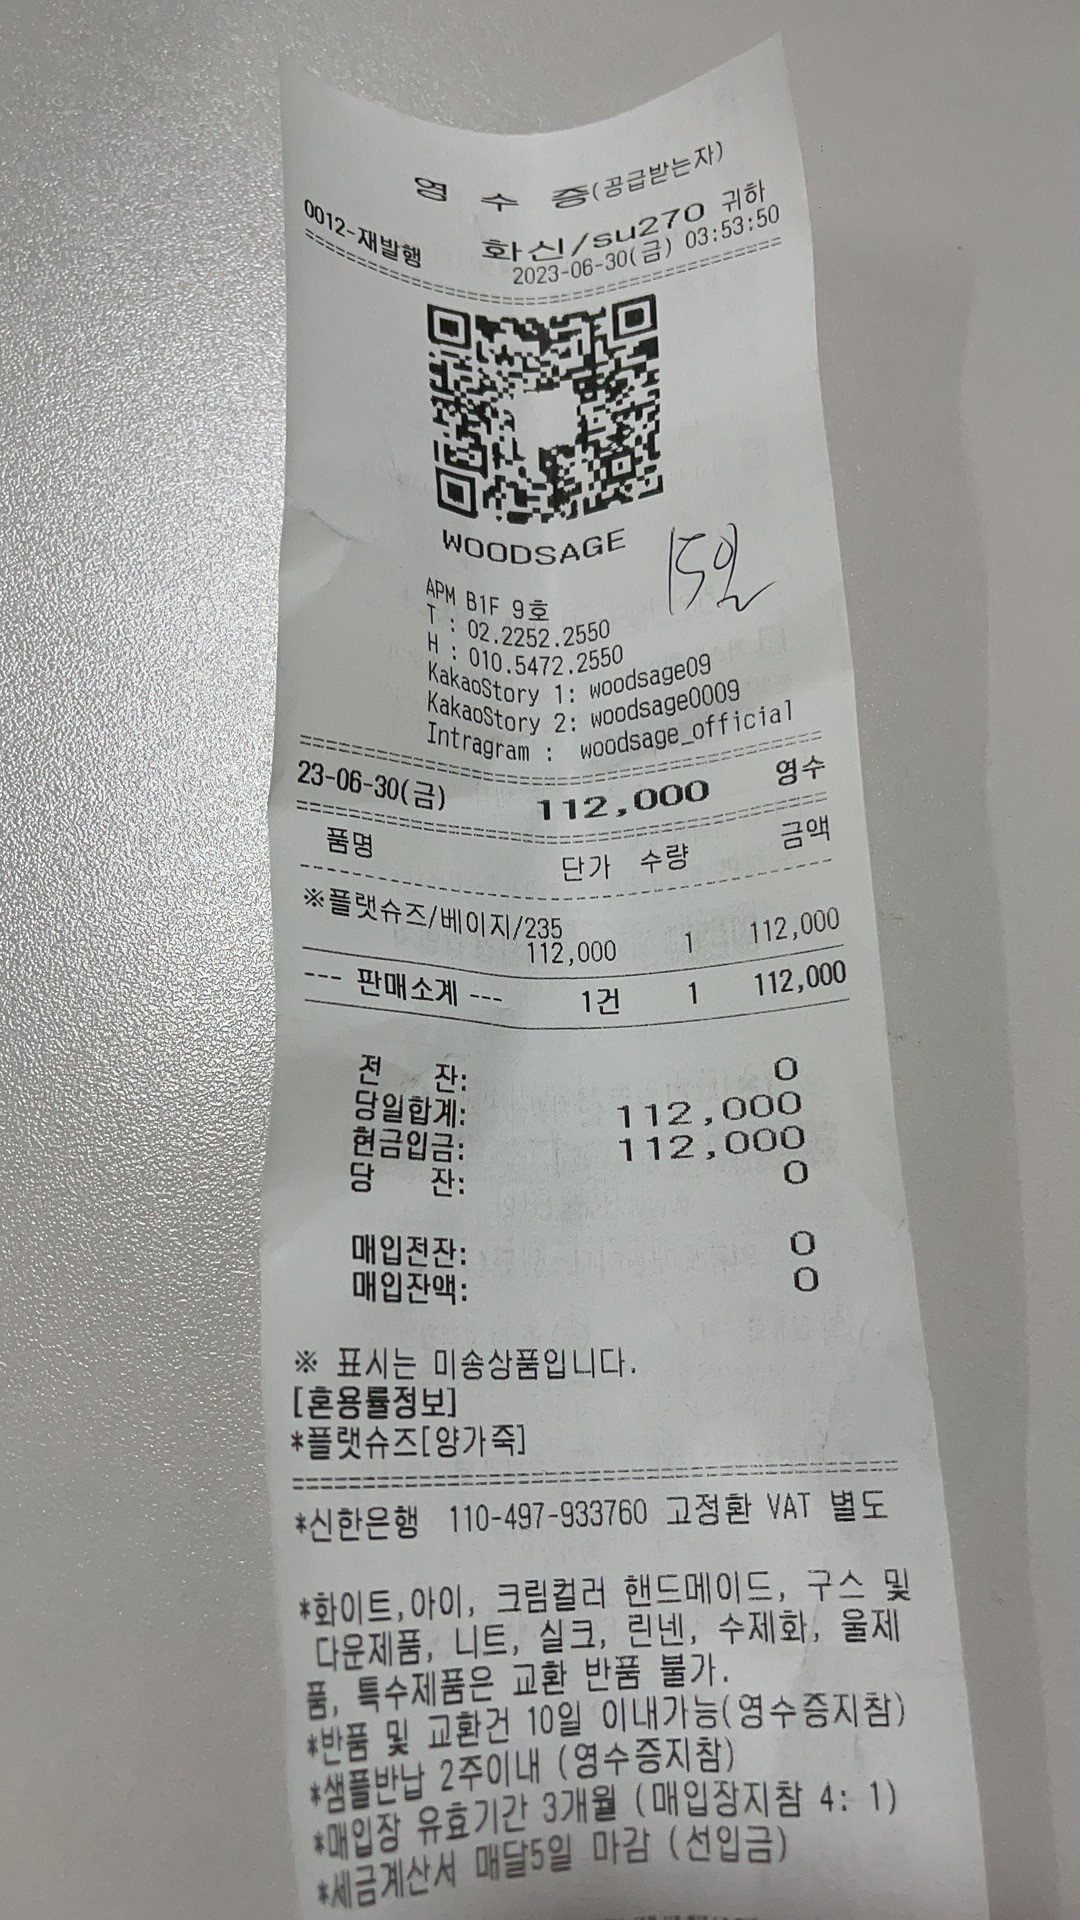 영 수 증(공급받는자)
0012-재발행 화신/su270 귀하
2023-06-30(금) 03:53:50
WOODSAGE
15일
APM B1F 9호
T : 02.2252.2550
H : 010.5472.2550
KakaoStory 1: woodsage09
KakaoStory 2: woodsage0009
Intragram : woodsage_official
23-06-30(금) 112,000 영수
품명 단가 수량 금액
※플랫슈즈/베이지/235
112,000 1 112,000
--- 판매소계 --- 1건 1 112,000
전 잔: 0
당일합계: 112,000
현금입금: 112,000
당 잔: 0
매입전잔: 0
매입잔액: 0
※ 표시는 미송상품입니다.
[혼용률정보]
*플랫슈즈[양가죽]
*신한은행 110-497-933760 고정환 VAT 별도
*화이트,아이, 크림컬러 핸드메이드, 구스 및
다운제품, 니트, 실크, 린넨, 수제화, 울제
품, 특수제품은 교환 반품 불가.
*반품 및 교환건 10일 이내가능(영수증지참)
*샘플반납 2주이내 (영수증지참)
*매입장 유효기간 3개월 (매입장지참 4: 1)
*세금계산서 매달5일 마감 (선입금)